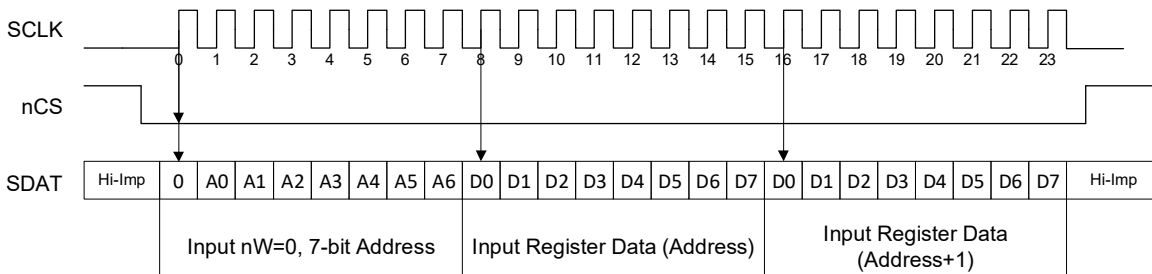 SCLK
0 1 2 3 4 5 6 7 8 9 10 11 12 13 14 15 16 17 18 19 20 21 22 23
nCS
SDAT Hi-Imp 0 A0 A1 A2 A3 A4 A5 A6 D0 D1 D2 D3 D4 D5 D6 D7 D0 D1 D2 D3 D4 D5 D6 D7 Hi-Imp
Input nW=0, 7-bit Address Input Register Data (Address) Input Register Data
(Address+1)